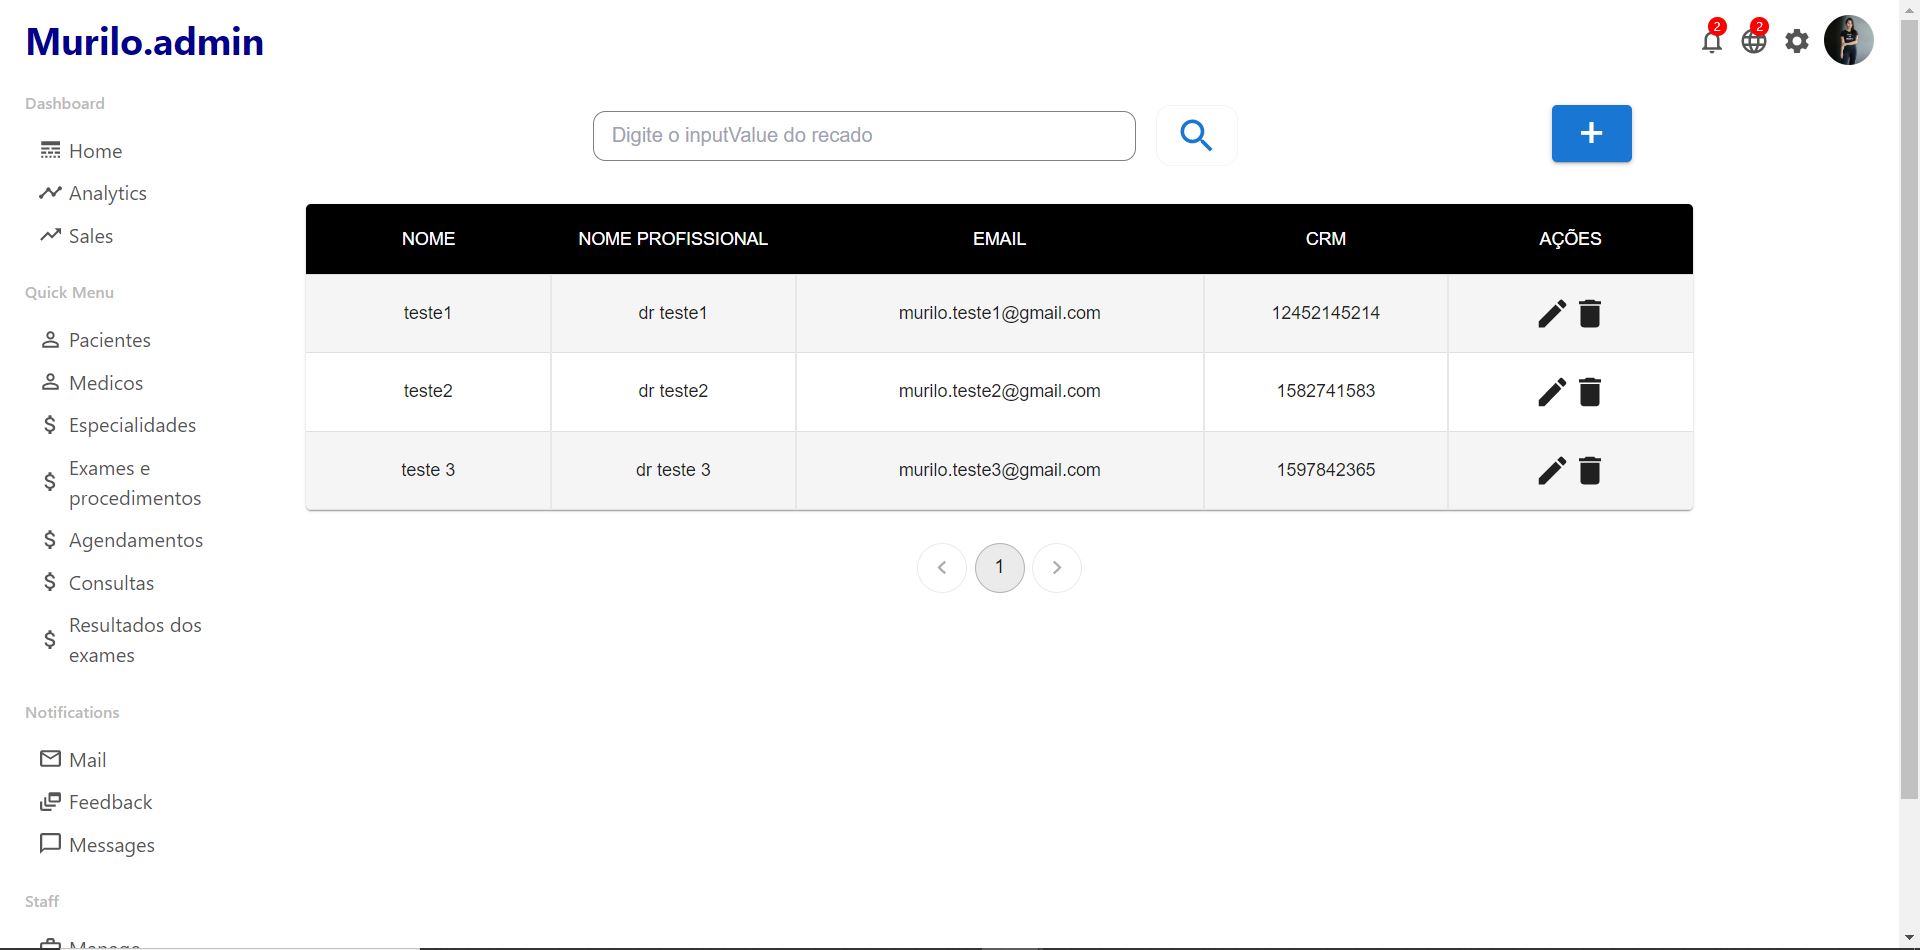 Murilo.admin
2
2
Dashboard
Home
Analytics
Sales
Quick Menu
Pacientes
Medicos
Especialidades
Exames e
procedimentos
Agendamentos
Consultas
Resultados dos
exames
Notifications
Mail
Feedback
Messages
Staff
Manage
Digite o inputValue do recado
+
NOME NOME PROFISSIONAL EMAIL CRM AÇÕES
teste1 dr teste1 murilo.teste1@gmail.com 12452145214
teste2 dr teste2 murilo.teste2@gmail.com 1582741583
teste 3 dr teste 3 murilo.teste3@gmail.com 1597842365
1